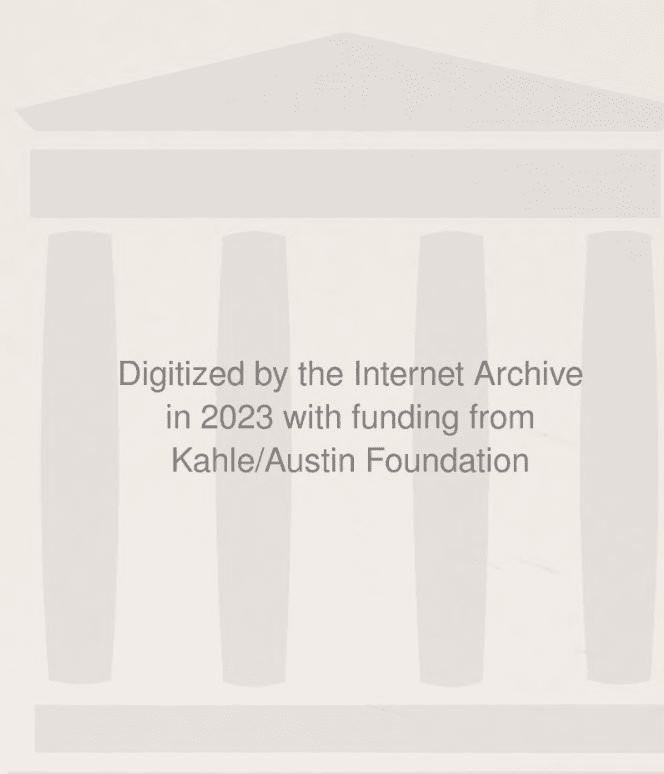 Digitized by the Internet Archive
in 2023 with funding from
Kahle/Austin Foundation